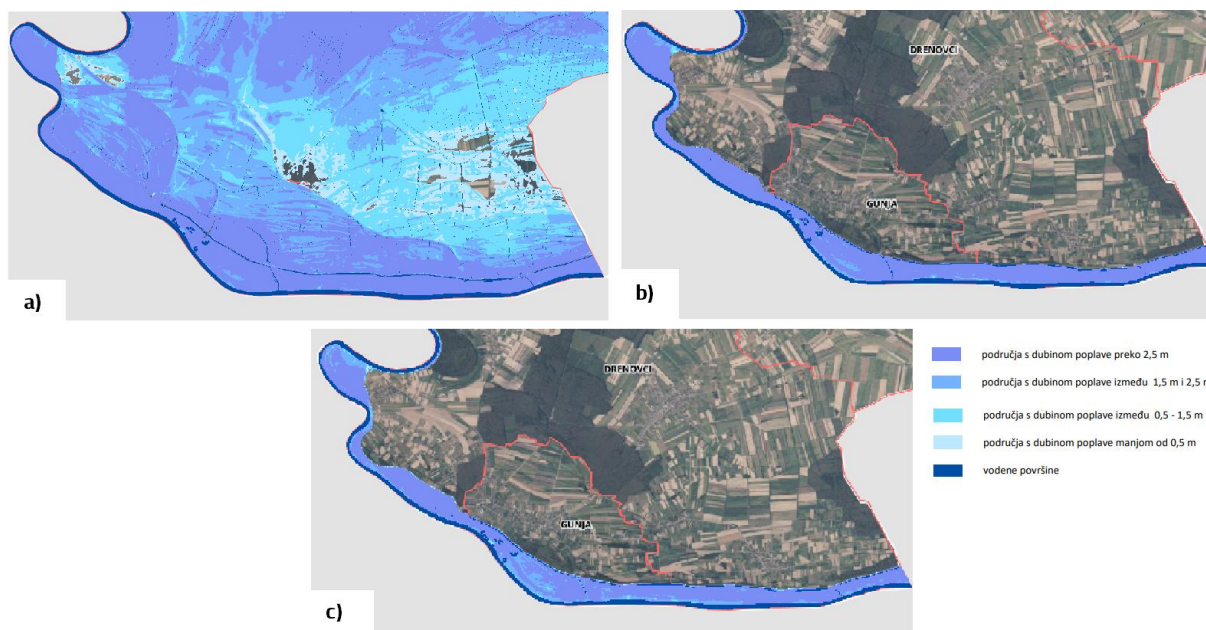 a)
DRENOVCI
GUNJA
b)
DRENOVCI
GUNJA
c)
područja s dubinom poplave preko 2,5 m
područja s dubinom poplave između 1,5 m i 2,5 r
područja s dubinom poplave između 0,5 - 1,5 m
područja s dubinom poplave manjom od 0,5 m
vodene površine